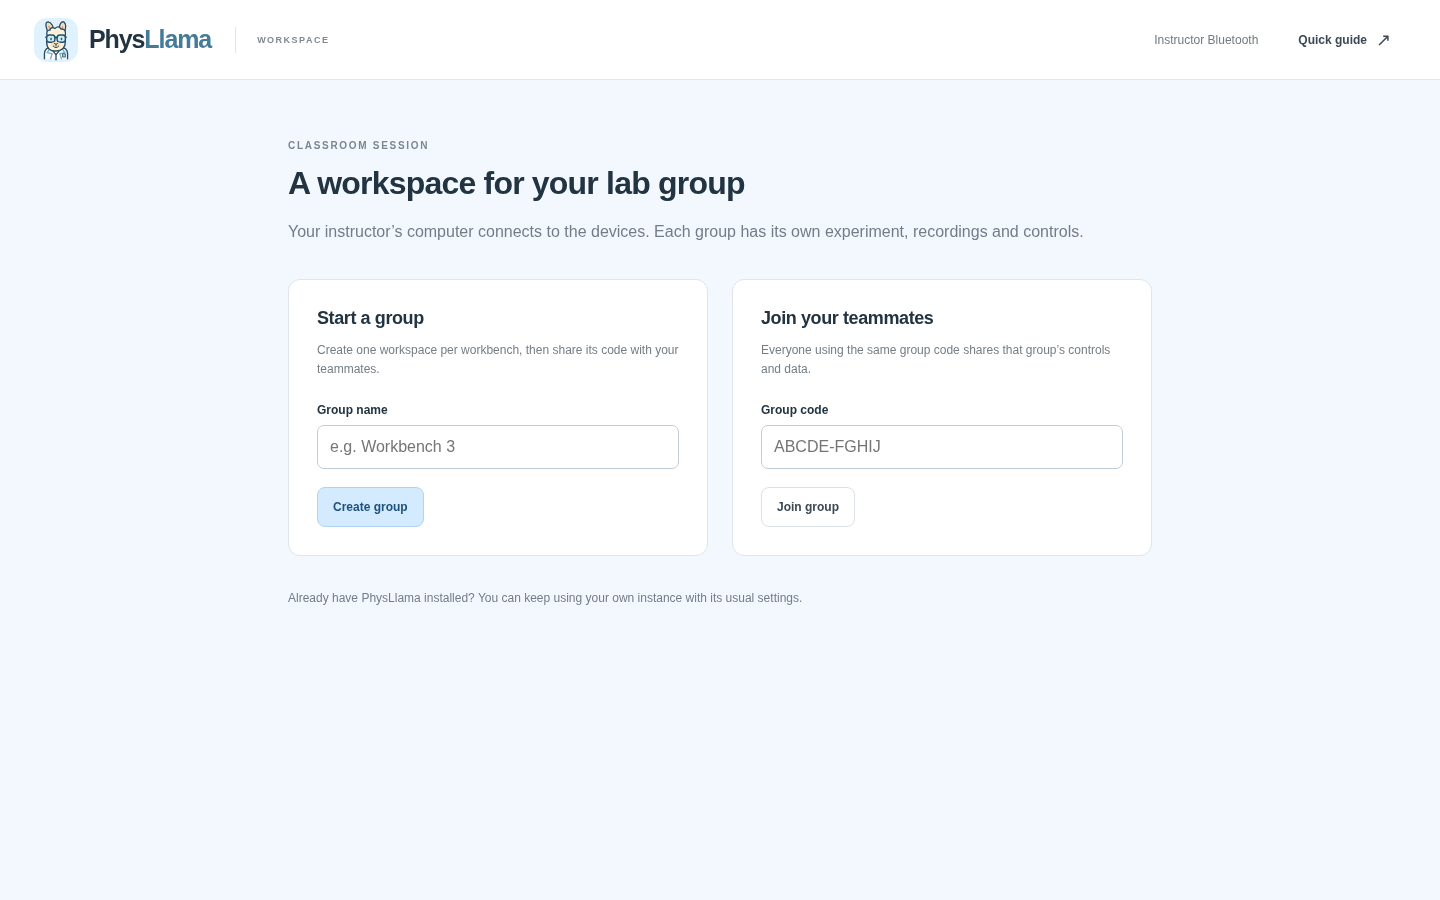 PhysLlama
WORKSPACE
Instructor Bluetooth
Quick guide ↗
CLASSROOM SESSION
A workspace for your lab group
Your instructor’s computer connects to the devices. Each group has its own experiment, recordings and controls.
Start a group
Create one workspace per workbench, then share its code with your
teammates.
Group name
e.g. Workbench 3
Create group
Join your teammates
Everyone using the same group code shares that group’s controls
and data.
Group code
ABCDE-FGHIJ
Join group
Already have PhysLlama installed? You can keep using your own instance with its usual settings.